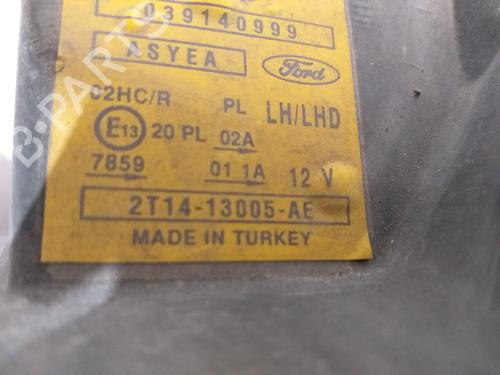 039140999
ASYEA
Ford
C2HC/R PL LH/LHD
E13 20 PL 02A
7859 01 1A 12 V
2T14-13005-AE
MADE IN TURKEY
B-PARTS